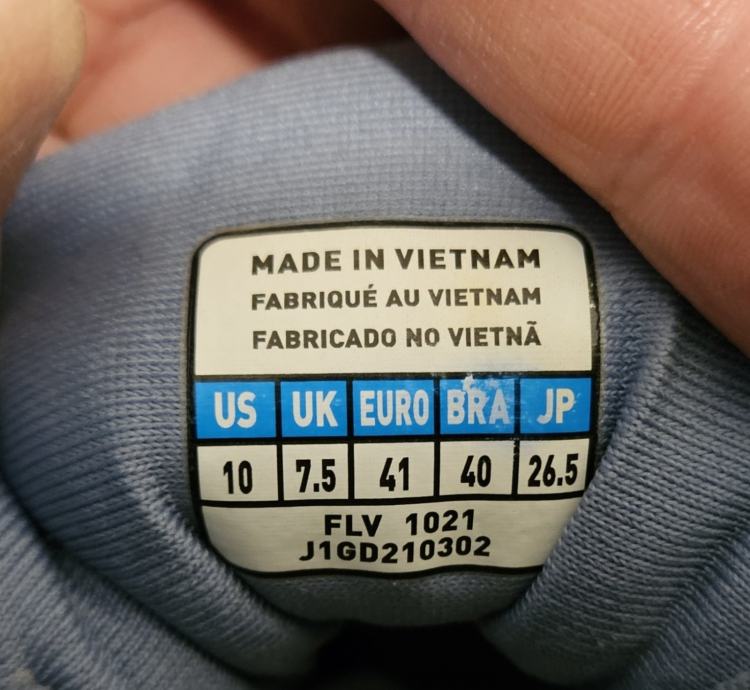 MADE IN VIETNAM
FABRIQUÉ AU VIETNAM
FABRICADO NO VIETNÃ
US UK EURO BRA JP
10 7.5 41 40 26.5
FLV 1021
J1GD210302